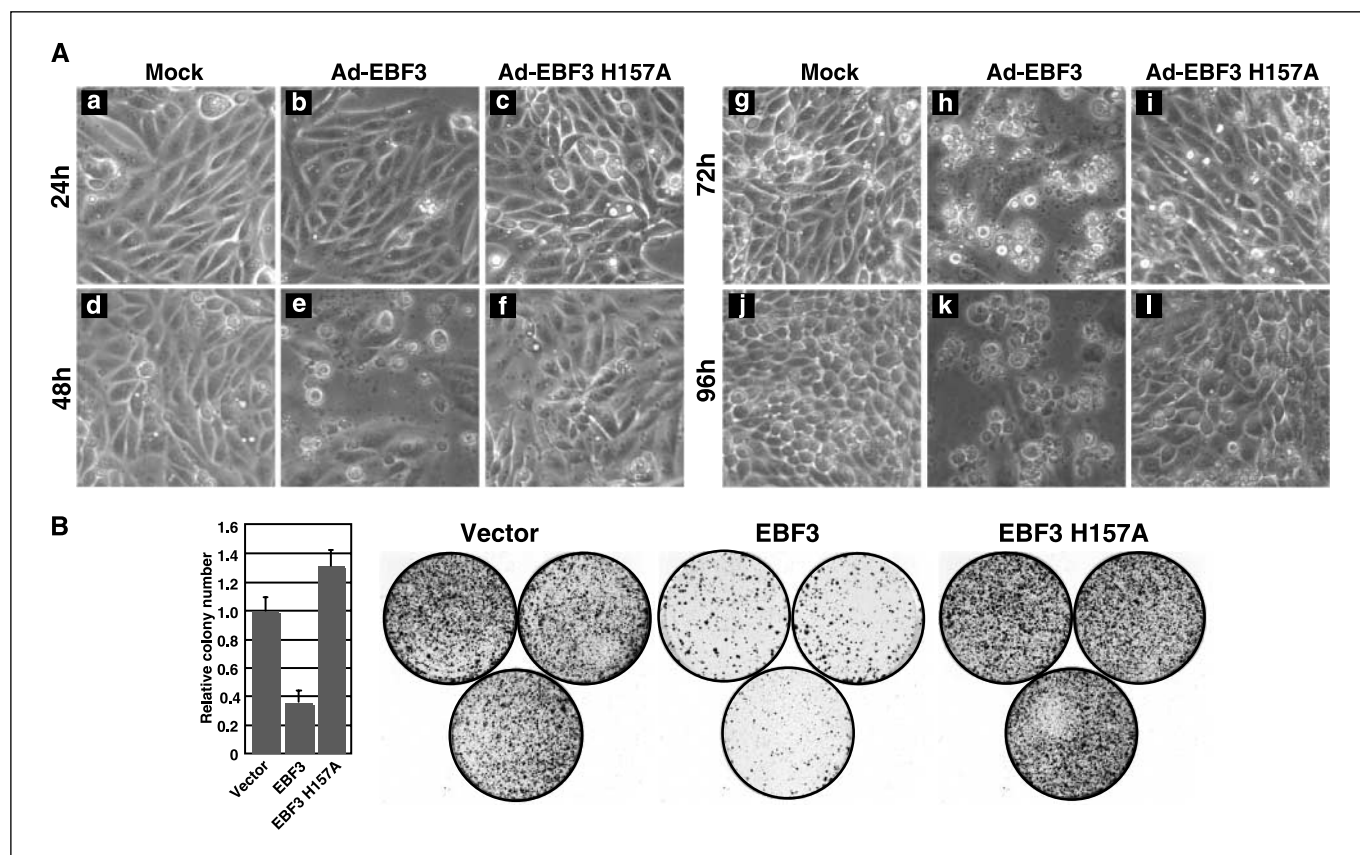 A
Mock Ad-EBF3 Ad-EBF3 H157A Mock Ad-EBF3 Ad-EBF3 H157A
24h a b c 72h g h i
48h d e f 96h j k l
B
Relative colony number
1.6
1.4
1.2
1.0
0.8
0.6
0.4
0.2
0
Vector
EBF3
EBF3 H157A
Vector EBF3 EBF3 H157A